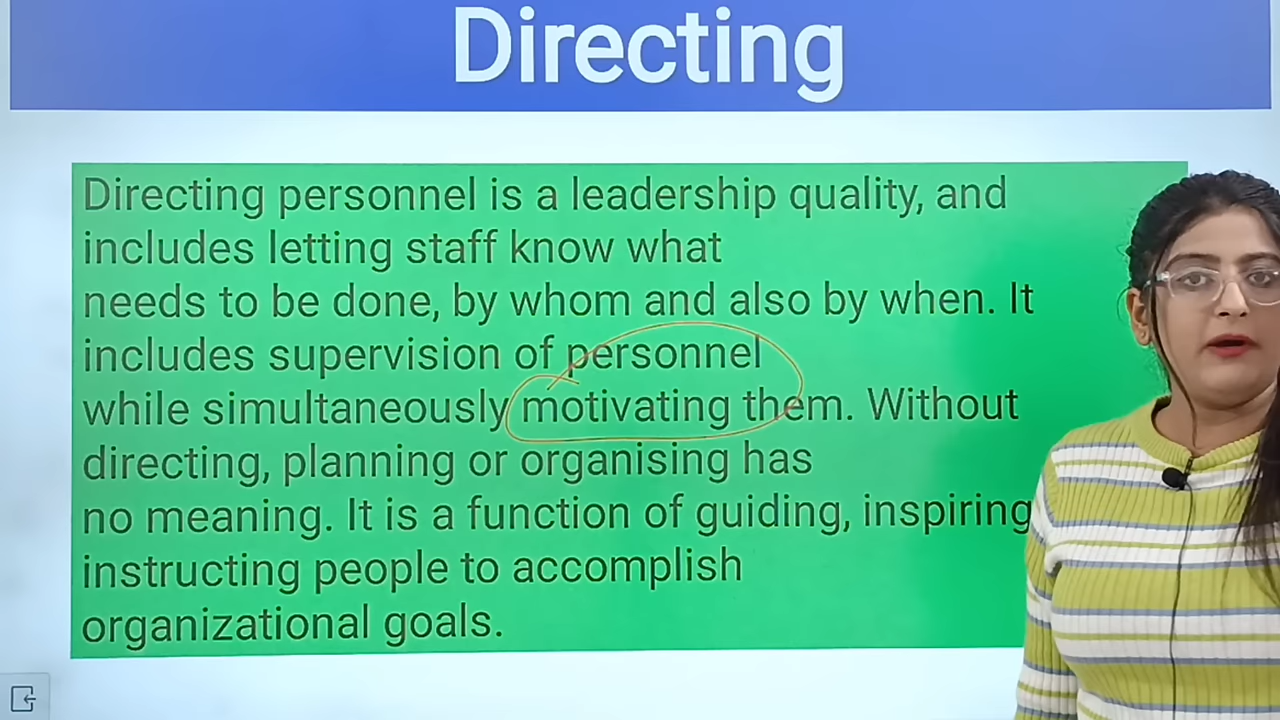 Directing
Directing personnel is a leadership quality, and
includes letting staff know what
needs to be done, by whom and also by when. It
includes supervision of personnel
while simultaneously motivating them. Without
directing, planning or organising has
no meaning. It is a function of guiding, inspiring
instructing people to accomplish
organizational goals.